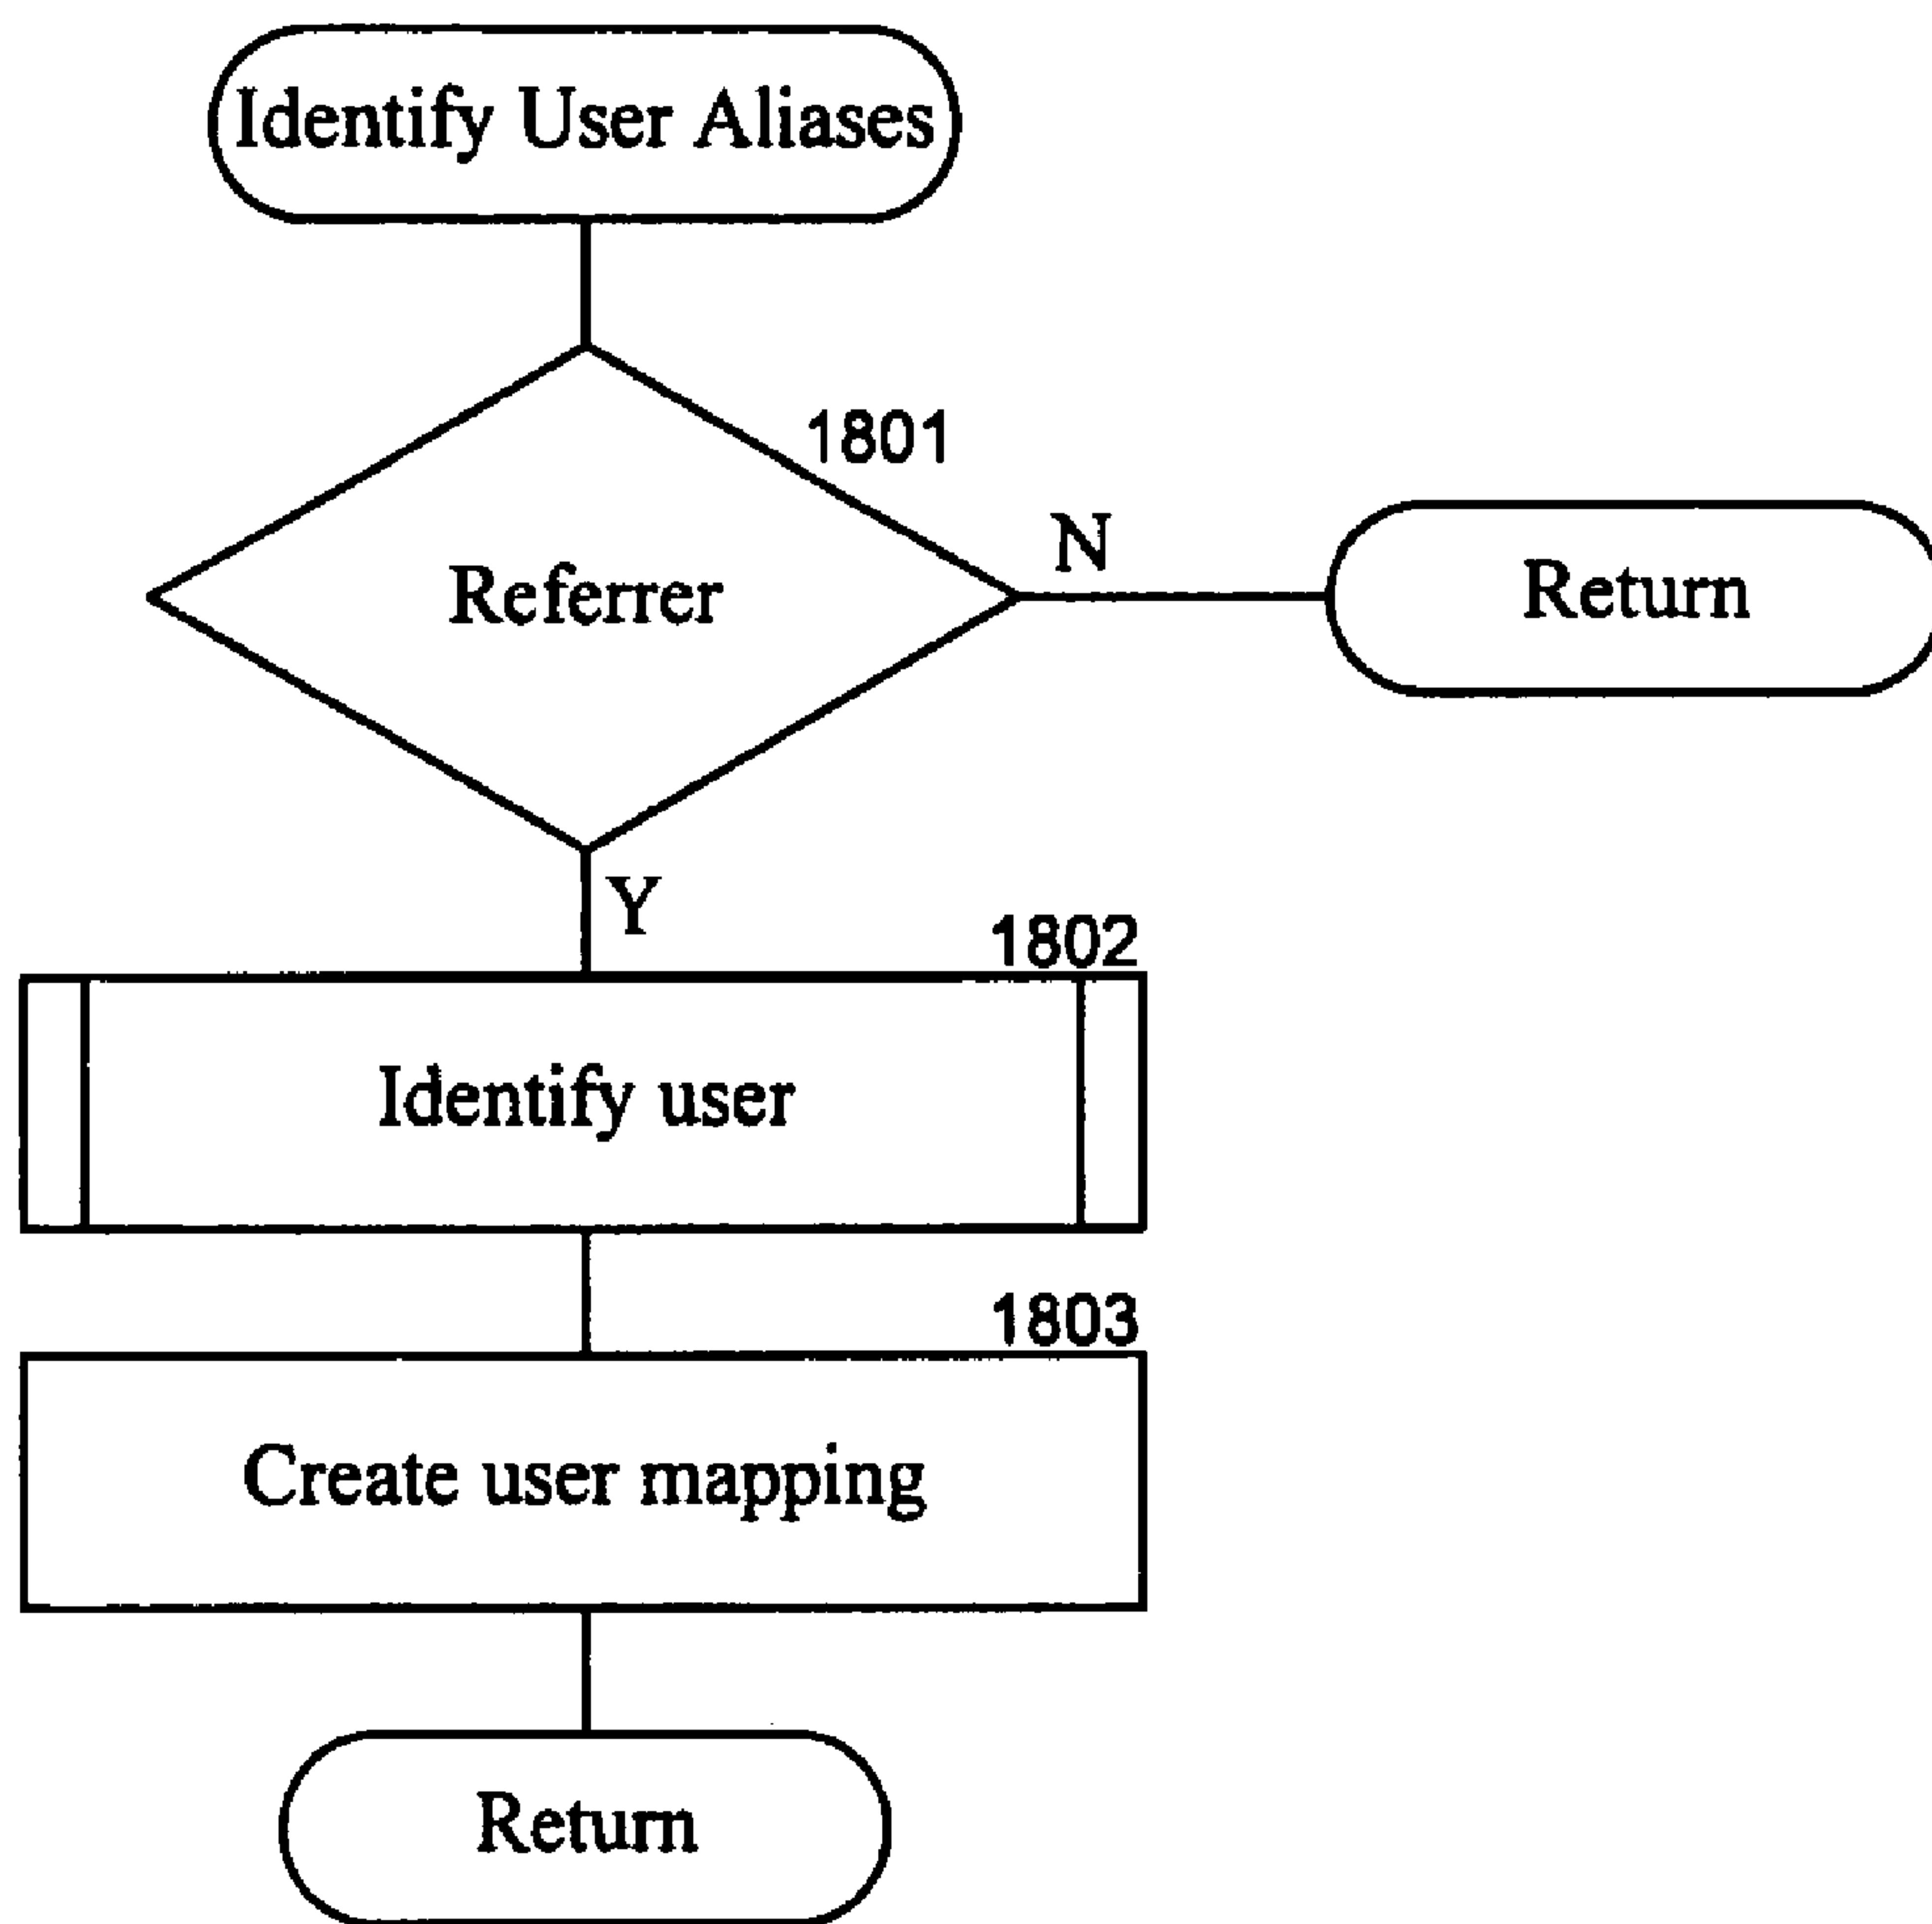 Identify User Aliases
1801
Referrer
N
Return
Y
1802
Identify user
1803
Create user mapping
Return